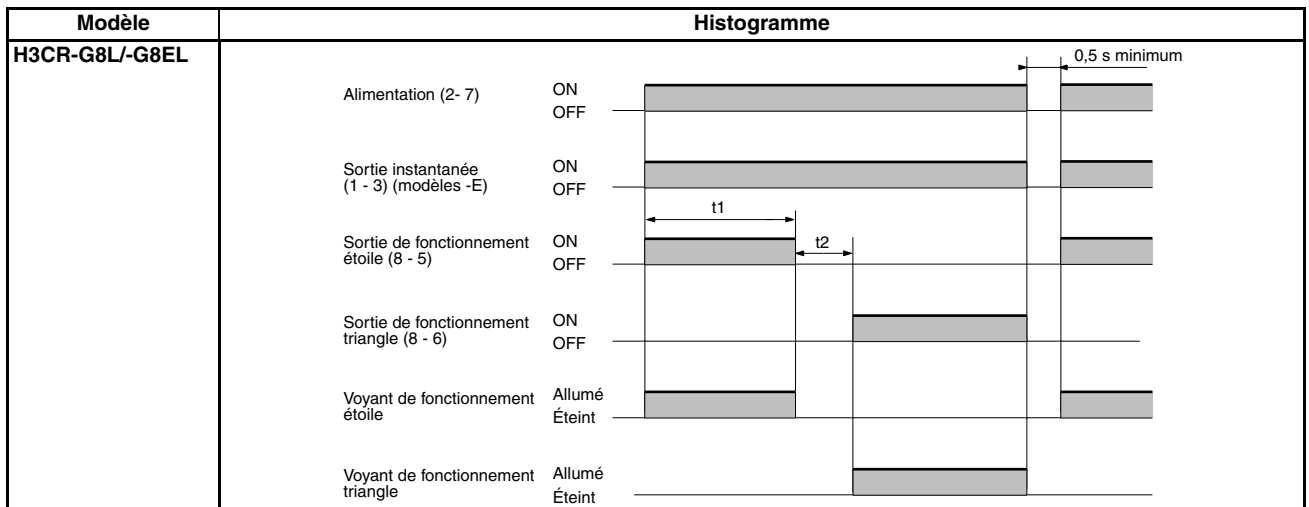 Modèle
Histogramme
H3CR-G8L/-G8EL
0,5 s minimum
Alimentation (2- 7)
ON
OFF
Sortie instantanée
(1 - 3) (modèles -E)
ON
OFF
t1
Sortie de fonctionnement
étoile (8 - 5)
ON
OFF
t2
Sortie de fonctionnement
triangle (8 - 6)
ON
OFF
Voyant de fonctionnement
étoile
Allumé
Éteint
Voyant de fonctionnement
triangle
Allumé
Éteint